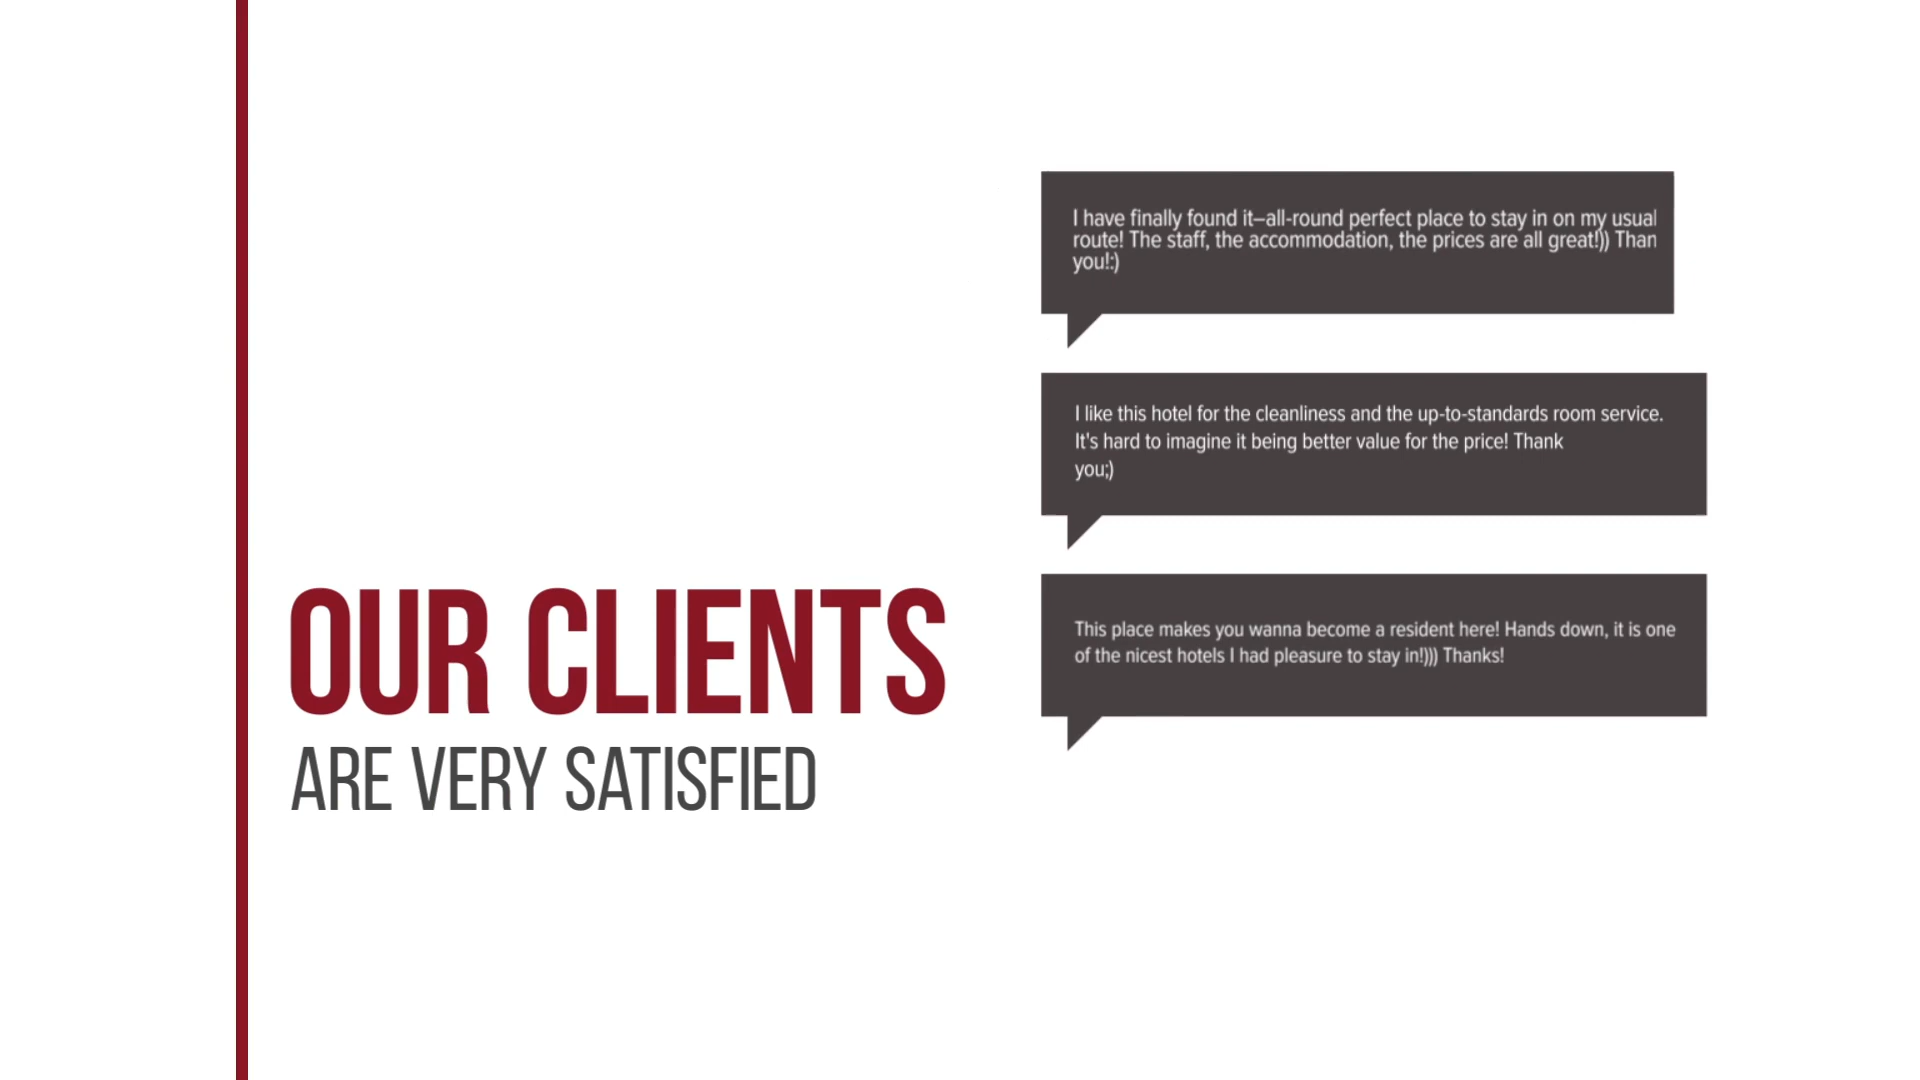 OUR CLIENTS
ARE VERY SATISFIED
I have finally found it–all-round perfect place to stay in on my usual
route! The staff, the accommodation, the prices are all great!)) Than
you!:)
I like this hotel for the cleanliness and the up-to-standards room service.
It's hard to imagine it being better value for the price! Thank
you;)
This place makes you wanna become a resident here! Hands down, it is one
of the nicest hotels I had pleasure to stay in!))) Thanks!